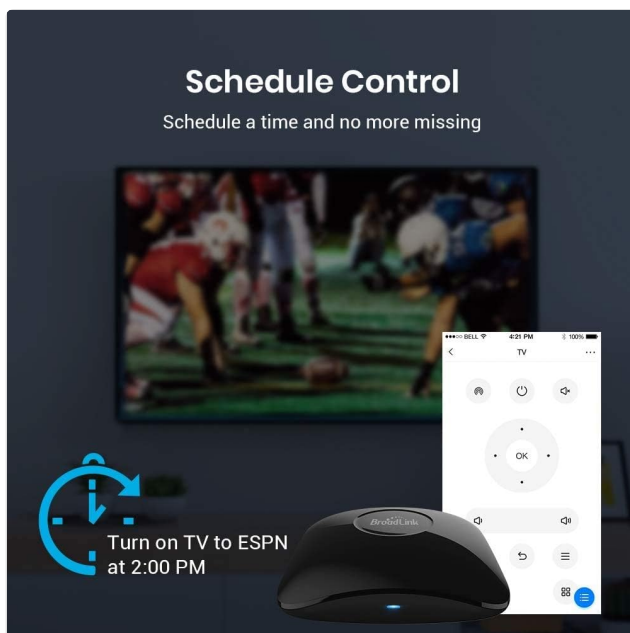 Schedule Control
Schedule a time and no more missing
BELL 4:21 PM 100%
TV
OK
BroadLink
Turn on TV to ESPN
at 2:00 PM